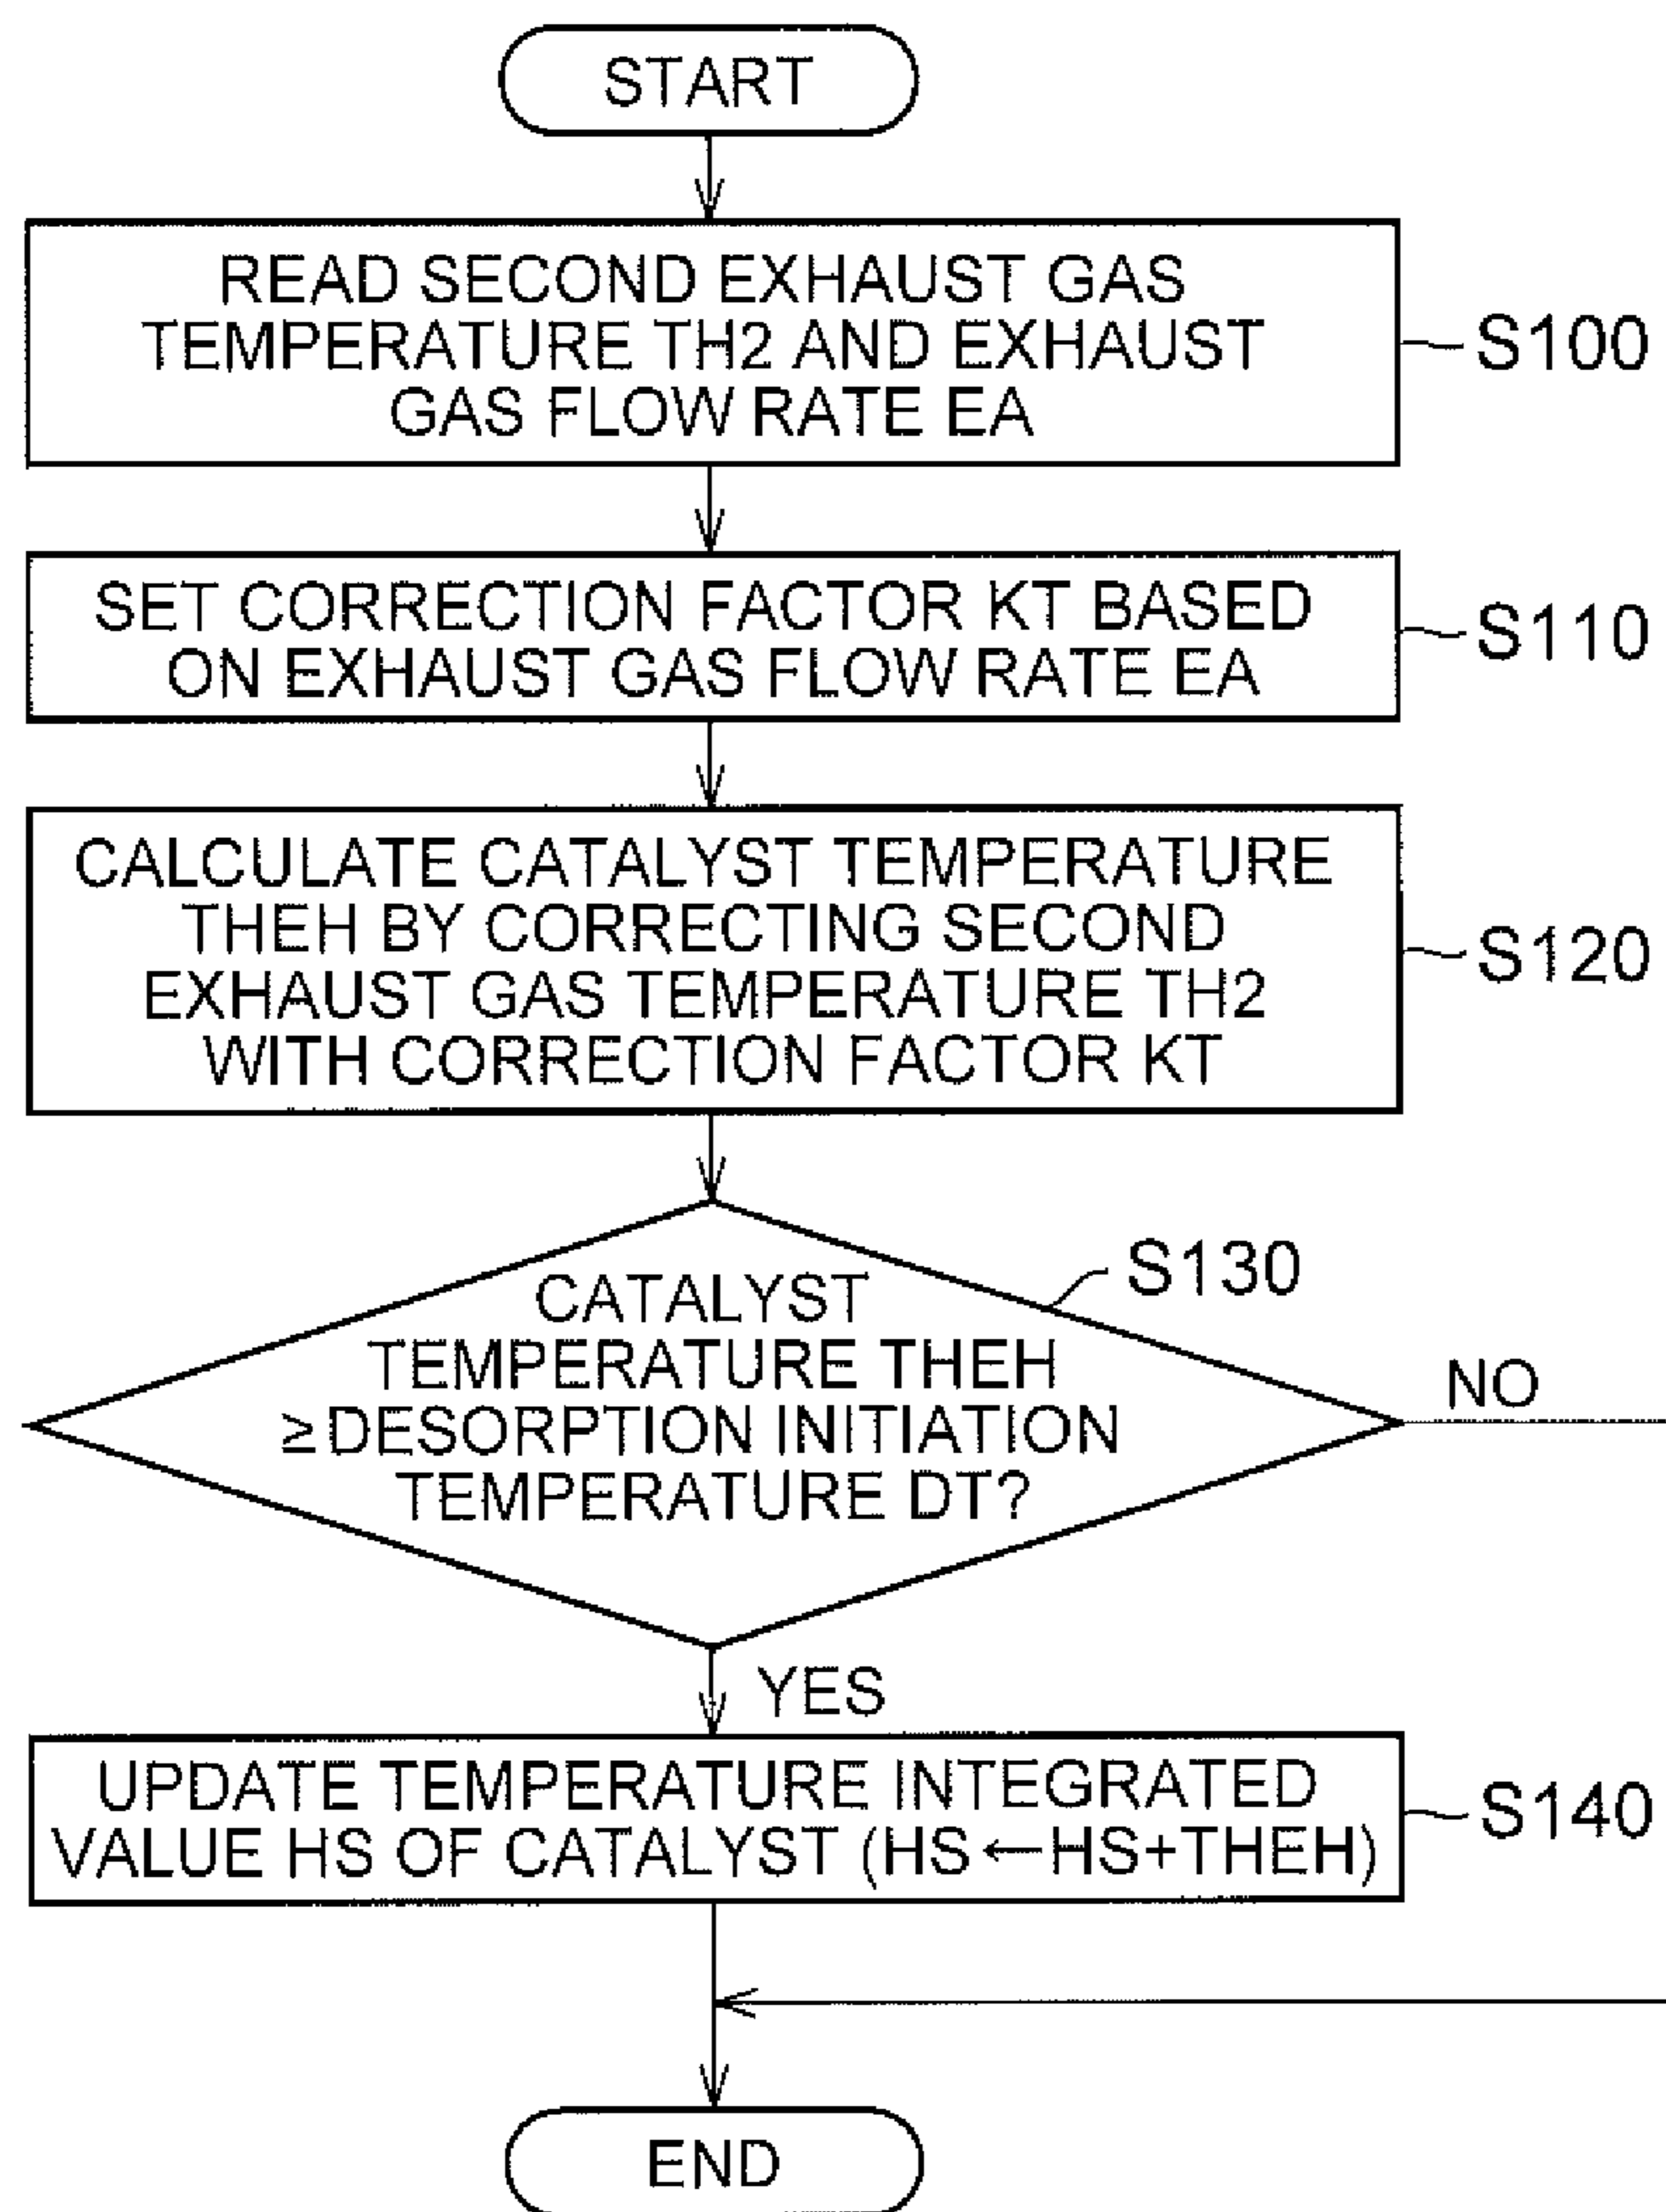 START
READ SECOND EXHAUST GAS
TEMPERATURE TH2 AND EXHAUST
GAS FLOW RATE EA
S100
SET CORRECTION FACTOR KT BASED
ON EXHAUST GAS FLOW RATE EA
S110
CALCULATE CATALYST TEMPERATURE
THEH BY CORRECTING SECOND
EXHAUST GAS TEMPERATURE TH2
WITH CORRECTION FACTOR KT
S120
S130
CATALYST
TEMPERATURE THEH
≥DESORPTION INITIATION
TEMPERATURE DT?
NO
YES
UPDATE TEMPERATURE INTEGRATED
VALUE HS OF CATALYST (HS←HS+THEH)
S140
END